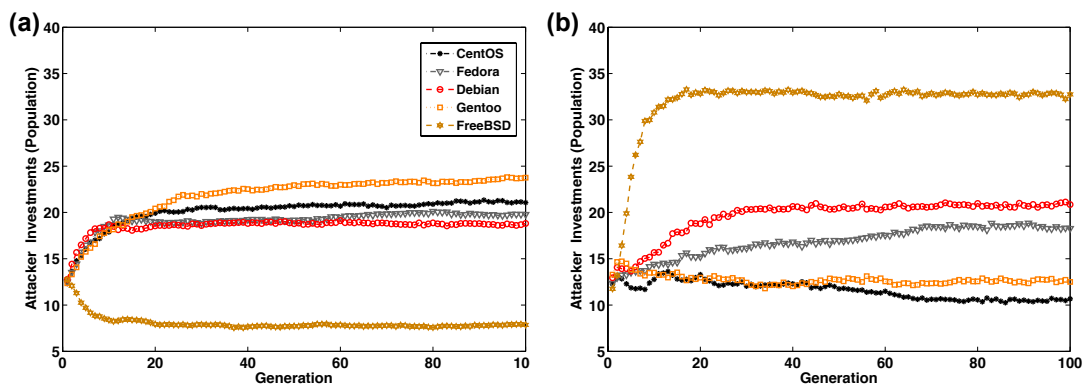 (a)
40
35
30
25
20
15
10
5
0
20
40
60
80
10
Attacker Investments (Population)
Generation
CentOS
Fedora
Debian
Gentoo
FreeBSD
(b)
40
35
30
25
20
15
10
5
0
20
40
60
80
100
Attacker Investments (Population)
Generation